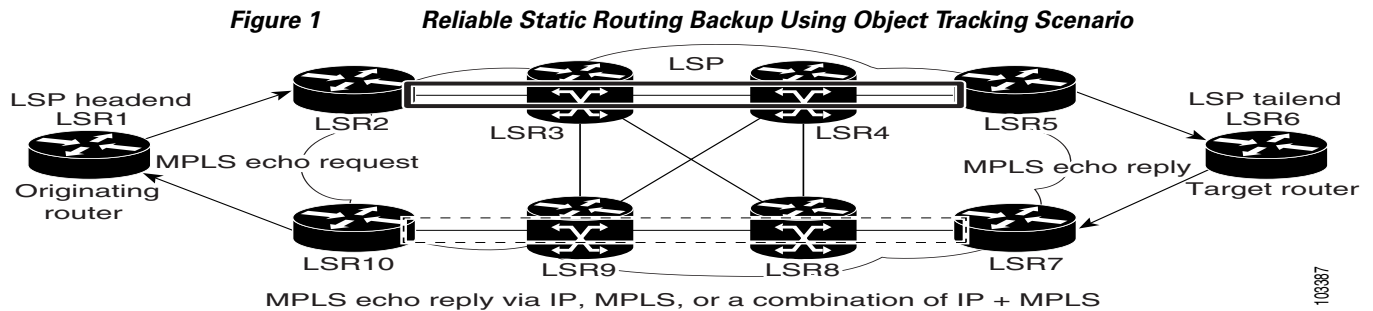 Figure 1 Reliable Static Routing Backup Using Object Tracking Scenario
LSP
LSP headend
LSR1
LSR2
LSR3
LSR4
LSR5
LSP tailend
LSR6
MPLS echo request
MPLS echo reply
Originating
router
Target router
LSR10
LSR9
LSR8
LSR7
MPLS echo reply via IP, MPLS, or a combination of IP + MPLS
103387